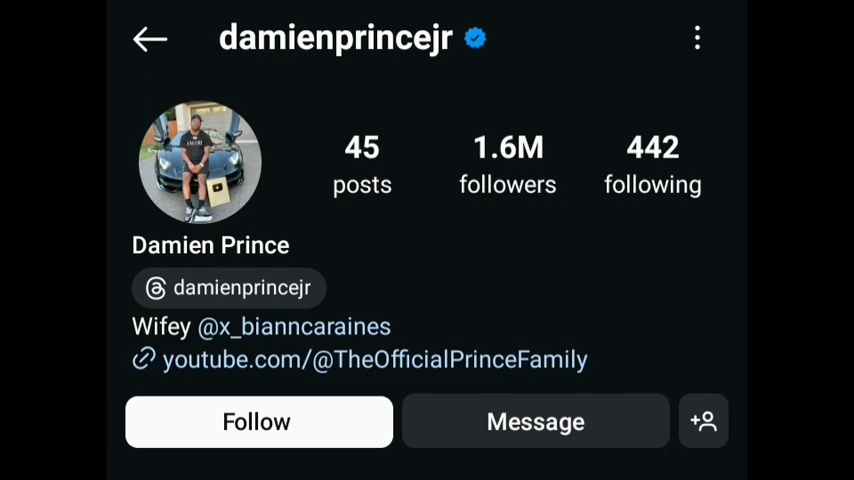 damienprincejr
45 1.6M 442
posts followers following
Damien Prince
damienprincejr
Wifey @x_bianncaraines
youtube.com/@TheOfficialPrinceFamily
Follow Message